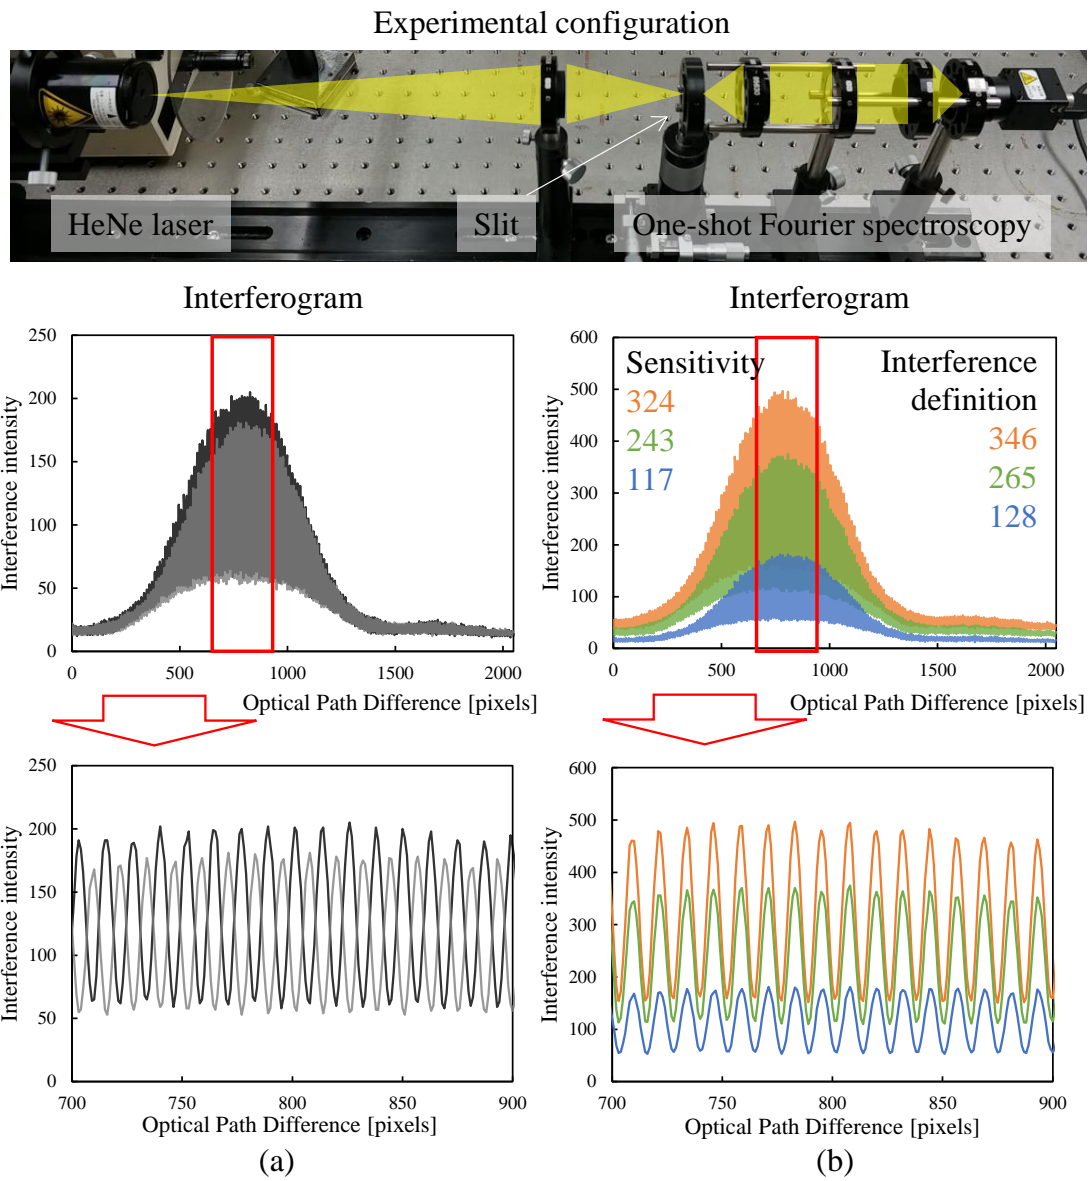 Experimental configuration
HeNe laser
Slit
One-shot Fourier spectroscopy
Interferogram
250
200
150
100
50
0
0 500 1000 1500 2000
Interference intensity
Optical Path Difference [pixels]
Interferogram
600
500
400
300
200
100
0
0 500 1000 1500 2000
Interference intensity
Optical Path Difference [pixels]
Sensitivity
324
243
117
Interference
definition
346
265
128
250
200
150
100
50
0
700 750 800 850 900
Interference intensity
Optical Path Difference [pixels]
(a)
600
500
400
300
200
100
0
700 750 800 850 900
Interference intensity
Optical Path Difference [pixels]
(b)